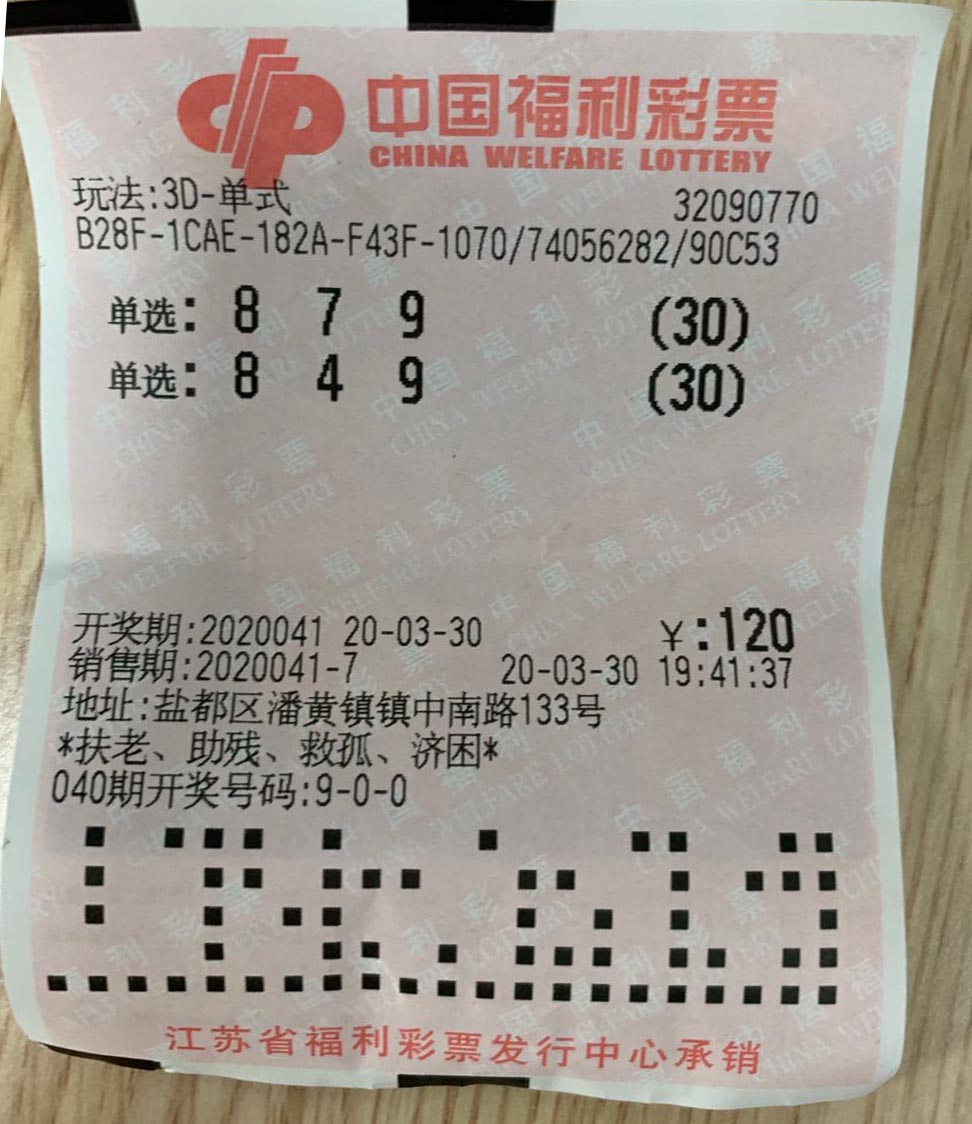 中国福利彩票
CHINA WELFARE LOTTERY
玩法:3D-单式 32090770
B28F-1CAE-182A-F43F-1070/74056282/90C53
单选: 8 7 9 (30)
单选: 8 4 9 (30)
开奖期:2020041 20-03-30 ¥:120
销售期:2020041-7 20-03-30 19:41:37
地址:盐都区潘黄镇镇中南路133号
*扶老、助残、救孤、济困*
040期开奖号码:9-0-0
江苏省福利彩票发行中心承销